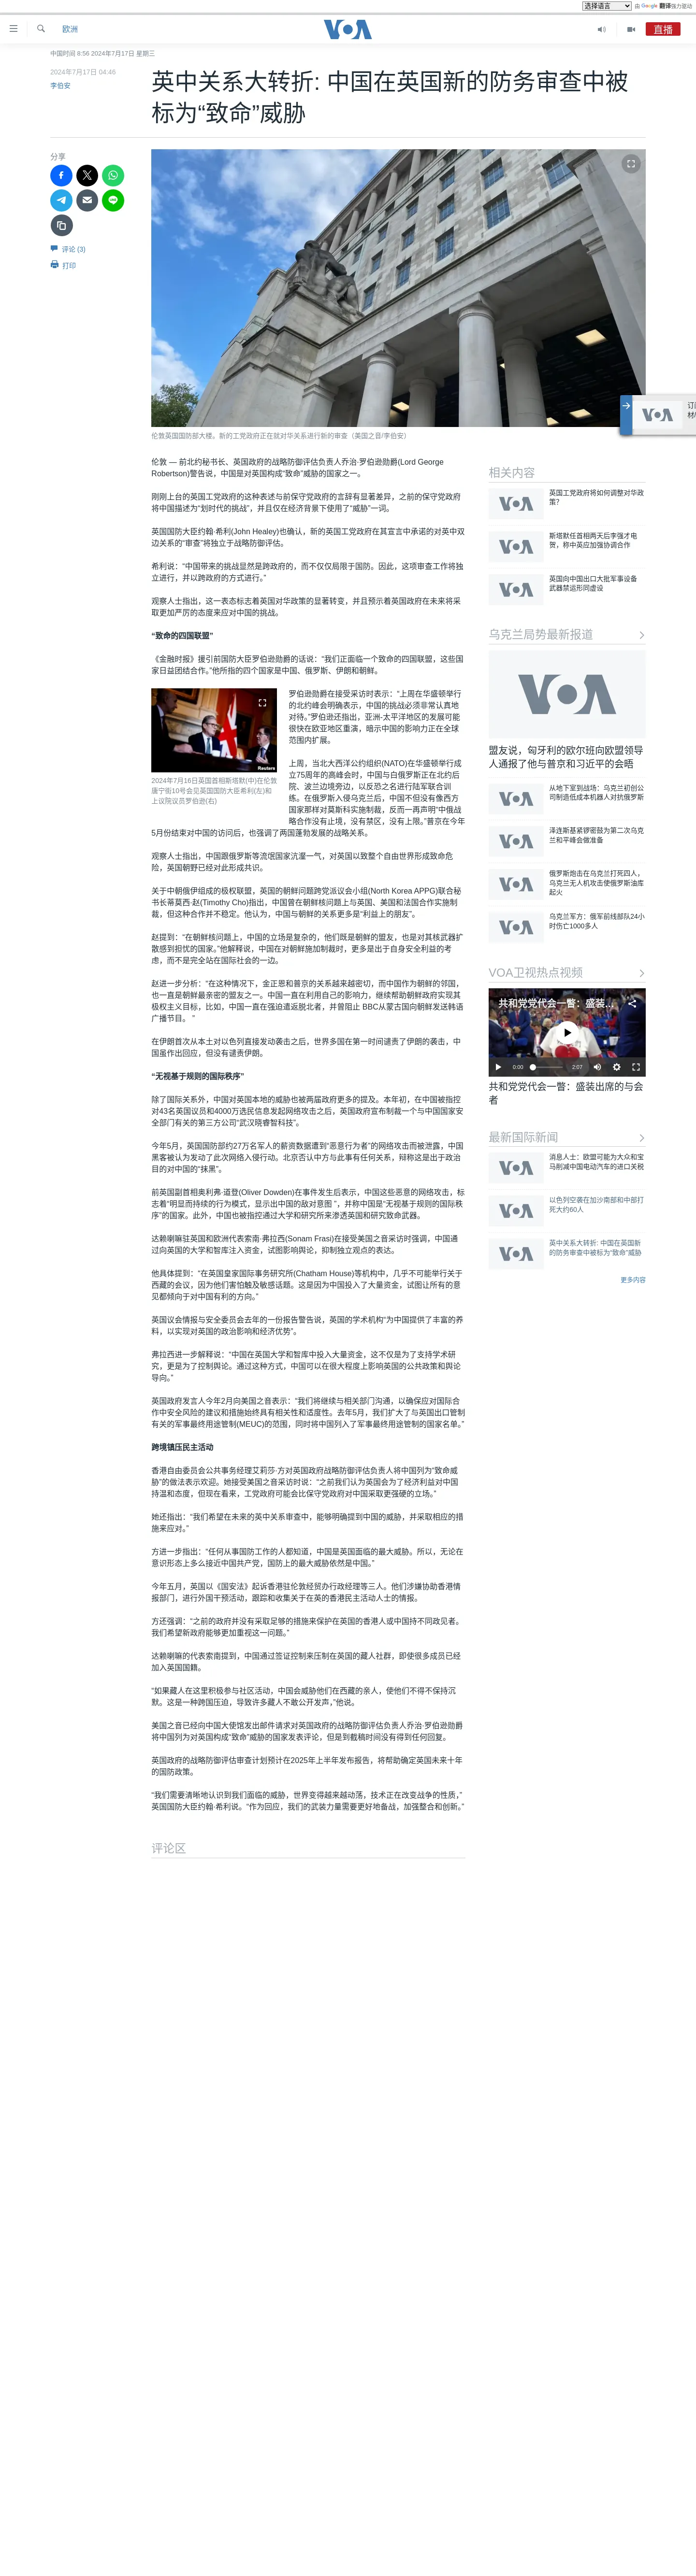 选择语言
由 Google 翻译强力驱动
欧洲
VOA
直播
中国时间 8:56 2024年7月17日 星期三
2024年7月17日 04:46
李伯安
英中关系大转折: 中国在英国新的防务审查中被
标为“致命”威胁
分享
评论 (3)
打印
伦敦英国国防部大楼。新的工党政府正在就对华关系进行新的审查（美国之音/李伯安）
伦敦 — 前北约秘书长、英国政府的战略防御评估负责人乔治·罗伯逊勋爵(Lord George
Robertson)警告说，中国是对英国构成“致命”威胁的国家之一。
刚刚上台的英国工党政府的这种表述与前保守党政府的言辞有显著差异，之前的保守党政府
将中国描述为“划时代的挑战”，并且仅在经济背景下使用了“威胁”一词。
英国国防大臣约翰·希利(John Healey)也确认，新的英国工党政府在其宣言中承诺的对英中双
边关系的“审查”将独立于战略防御评估。
希利说：“中国带来的挑战显然是跨政府的，而不仅仅局限于国防。因此，这项审查工作将独
立进行，并以跨政府的方式进行。”
观察人士指出，这一表态标志着英国对华政策的显著转变，并且预示着英国政府在未来将采
取更加严厉的态度来应对中国的挑战。
“致命的四国联盟”
《金融时报》援引前国防大臣罗伯逊勋爵的话说：“我们正面临一个致命的四国联盟，这些国
家日益团结合作。”他所指的四个国家是中国、俄罗斯、伊朗和朝鲜。
Reuters
2024年7月16日英国首相斯塔默(中)在伦敦
唐宁街10号会见英国国防大臣希利(左)和
上议院议员罗伯逊(右)
罗伯逊勋爵在接受采访时表示：“上周在华盛顿举行
的北约峰会明确表示，中国的挑战必须非常认真地
对待。”罗伯逊还指出，亚洲-太平洋地区的发展可能
很快在欧亚地区重演，暗示中国的影响力正在全球
范围内扩展。
上周，当北大西洋公约组织(NATO)在华盛顿举行成
立75周年的高峰会时，中国与白俄罗斯正在北约后
院、波兰边境旁边，以反恐之名进行陆军联合训
练。在俄罗斯入侵乌克兰后，中国不但没有像西方
国家那样对莫斯科实施制裁，反而一再声明“中俄战
略合作没有止境，没有禁区，没有上限。”普京在今年
5月份结束对中国的访问后，也强调了两国蓬勃发展的战略关系。
观察人士指出，中国跟俄罗斯等流氓国家沆瀣一气，对英国以致整个自由世界形成致命危
险，英国朝野已经对此形成共识。
关于中朝俄伊组成的极权联盟，英国的朝鲜问题跨党派议会小组(North Korea APPG)联合秘
书长蒂莫西·赵(Timothy Cho)指出，中国曾在朝鲜核问题上与英国、美国和法国合作实施制
裁，但这种合作并不稳定。他认为，中国与朝鲜的关系更多是“利益上的朋友”。
赵提到：“在朝鲜核问题上，中国的立场是复杂的，他们既是朝鲜的盟友，也是对其核武器扩
散感到担忧的国家。”他解释说，中国在对朝鲜施加制裁时，更多是出于自身安全利益的考
虑，而不是完全站在国际社会的一边。
赵进一步分析：“在这种情况下，金正恩和普京的关系越来越密切，而中国作为朝鲜的邻国，
也一直是朝鲜最亲密的盟友之一。中国一直在利用自己的影响力，继续帮助朝鲜政府实现其
极权主义目标，比如，中国一直在强迫遣返脱北者，并曾阻止 BBC从蒙古国向朝鲜发送韩语
广播节目。 ”
在伊朗首次从本土对以色列直接发动袭击之后，世界多国在第一时间谴责了伊朗的袭击，中
国虽作出回应，但没有谴责伊朗。
“无视基于规则的国际秩序”
除了国际关系外，中国对英国本地的威胁也被两届政府更多的提及。本年初，在中国被指控
对43名英国议员和4000万选民信息发起网络攻击之后，英国政府宣布制裁一个与中国国家安
全部门有关的第三方公司“武汉晓睿智科技”。
今年5月，英国国防部约27万名军人的薪资数据遭到“恶意行为者”的网络攻击而被泄露，中国
黑客被认为发动了此次网络入侵行动。北京否认中方与此事有任何关系，辩称这是出于政治
目的对中国的“抹黑”。
前英国副首相奥利弗·道登(Oliver Dowden)在事件发生后表示，中国这些恶意的网络攻击，标
志着“明显而持续的行为模式，显示出中国的敌对意图 ”，并称中国是“无视基于规则的国际秩
序”的国家。此外，中国也被指控通过大学和研究所来渗透英国和研究致命武器。
达赖喇嘛驻英国和欧洲代表索南·弗拉西(Sonam Frasi)在接受美国之音采访时强调，中国通
过向英国的大学和智库注入资金，试图影响舆论，抑制独立观点的表达。
他具体提到：“在英国皇家国际事务研究所(Chatham House)等机构中，几乎不可能举行关于
西藏的会议，因为他们害怕触及敏感话题。这是因为中国投入了大量资金，试图让所有的意
见都倾向于对中国有利的方向。”
英国议会情报与安全委员会去年的一份报告警告说，英国的学术机构“为中国提供了丰富的养
料，以实现对英国的政治影响和经济优势”。
弗拉西进一步解释说：“中国在英国大学和智库中投入大量资金，这不仅是为了支持学术研
究，更是为了控制舆论。通过这种方式，中国可以在很大程度上影响英国的公共政策和舆论
导向。”
英国政府发言人今年2月向美国之音表示：“我们将继续与相关部门沟通，以确保应对国际合
作中安全风险的建议和措施始终具有相关性和适度性。去年5月，我们扩大了与英国出口管制
有关的军事最终用途管制(MEUC)的范围，同时将中国列入了军事最终用途管制的国家名单。”
跨境镇压民主活动
香港自由委员会公共事务经理艾莉莎·方对英国政府战略防御评估负责人将中国列为“致命威
胁”的做法表示欢迎。她接受美国之音采访时说：“之前我们认为英国会为了经济利益对中国
持温和态度，但现在看来，工党政府可能会比保守党政府对中国采取更强硬的立场。”
她还指出：“我们希望在未来的英中关系审查中，能够明确提到中国的威胁，并采取相应的措
施来应对。”
方进一步指出：“任何从事国防工作的人都知道，中国是英国面临的最大威胁。所以，无论在
意识形态上多么接近中国共产党，国防上的最大威胁依然是中国。”
今年五月，英国以《国安法》起诉香港驻伦敦经贸办行政经理等三人。他们涉嫌协助香港情
报部门，进行外国干预活动，跟踪和收集关于在英的香港民主活动人士的情报。
方还强调：“之前的政府并没有采取足够的措施来保护在英国的香港人或中国持不同政见者。
我们希望新政府能够更加重视这一问题。”
达赖喇嘛的代表索南提到，中国通过签证控制来压制在英国的藏人社群，即使很多成员已经
加入英国国籍。
“如果藏人在这里积极参与社区活动，中国会威胁他们在西藏的亲人，使他们不得不保持沉
默。这是一种跨国压迫，导致许多藏人不敢公开发声，”他说。
美国之音已经向中国大使馆发出邮件请求对英国政府的战略防御评估负责人乔治·罗伯逊勋爵
将中国列为对英国构成“致命”威胁的国家发表评论，但是到截稿时间没有得到任何回复。
英国政府的战略防御评估审查计划预计在2025年上半年发布报告，将帮助确定英国未来十年
的国防政策。
“我们需要清晰地认识到我们面临的威胁，世界变得越来越动荡，技术正在改变战争的性质，”
英国国防大臣约翰·希利说。“作为回应，我们的武装力量需要更好地备战，加强整合和创新。”
评论区
相关内容
英国工党政府将如何调整对华政
策?
斯塔默任首相两天后李强才电
贺，称中英应加强协调合作
英国向中国出口大批军事设备
武器禁运形同虚设
乌克兰局势最新报道
VOA
盟友说，匈牙利的欧尔班向欧盟领导
人通报了他与普京和习近平的会晤
从地下室到战场：乌克兰初创公
司制造低成本机器人对抗俄罗斯
泽连斯基紧锣密鼓为第二次乌克
兰和平峰会做准备
俄罗斯炮击在乌克兰打死四人，
乌克兰无人机攻击使俄罗斯油库
起火
乌克兰军方：俄军前线部队24小
时伤亡1000多人
VOA卫视热点视频
共和党党代会一瞥：盛装...
0:00
2:07
共和党党代会一瞥：盛装出席的与会
者
最新国际新闻
消息人士：欧盟可能为大众和宝
马削减中国电动汽车的进口关税
以色列空袭在加沙南部和中部打
死大约60人
英中关系大转折: 中国在英国新
的防务审查中被标为“致命”威胁
更多内容